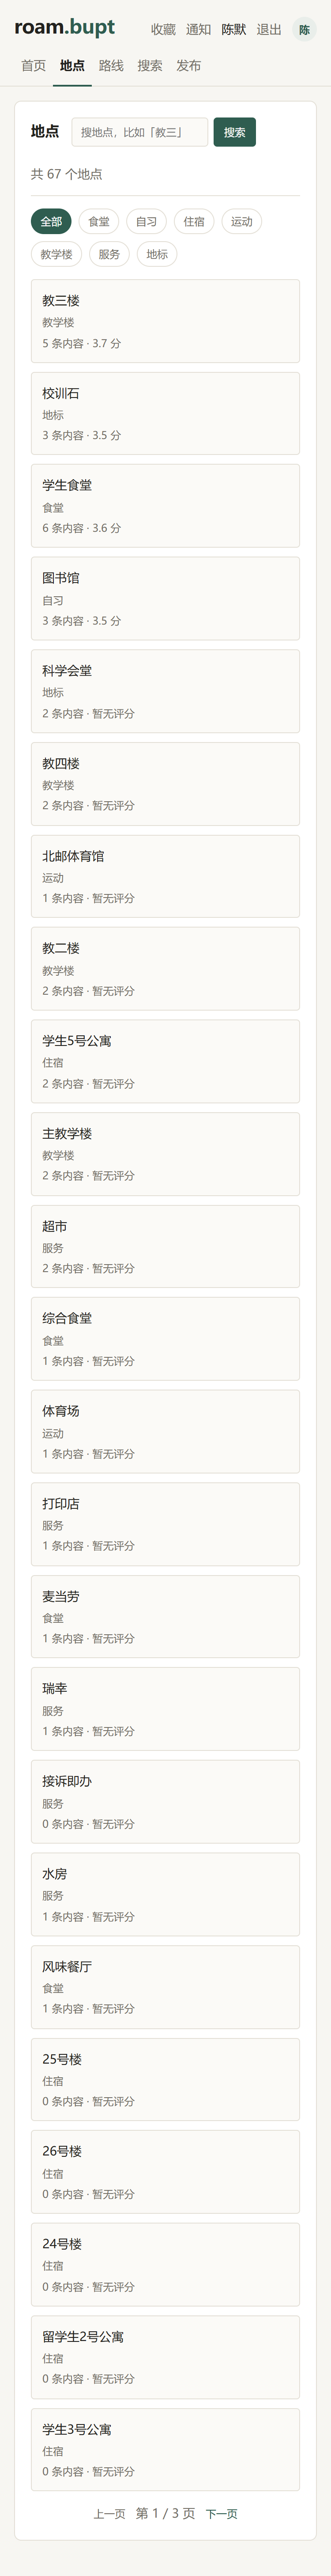 roam.bupt 收藏 通知 陈默 退出 陈
首页 地点 路线 搜索 发布
地点 搜地点，比如「教三」 搜索
共 67 个地点
全部 食堂 自习 住宿 运动
教学楼 服务 地标
教三楼
教学楼
5 条内容 · 3.7 分
校训石
地标
3 条内容 · 3.5 分
学生食堂
食堂
6 条内容 · 3.6 分
图书馆
自习
3 条内容 · 3.5 分
科学会堂
地标
2 条内容 · 暂无评分
教四楼
教学楼
2 条内容 · 暂无评分
北邮体育馆
运动
1 条内容 · 暂无评分
教二楼
教学楼
2 条内容 · 暂无评分
学生5号公寓
住宿
2 条内容 · 暂无评分
主教学楼
教学楼
2 条内容 · 暂无评分
超市
服务
2 条内容 · 暂无评分
综合食堂
食堂
1 条内容 · 暂无评分
体育场
运动
1 条内容 · 暂无评分
打印店
服务
1 条内容 · 暂无评分
麦当劳
食堂
1 条内容 · 暂无评分
瑞幸
服务
1 条内容 · 暂无评分
接诉即办
服务
0 条内容 · 暂无评分
水房
服务
1 条内容 · 暂无评分
风味餐厅
食堂
1 条内容 · 暂无评分
25号楼
住宿
0 条内容 · 暂无评分
26号楼
住宿
0 条内容 · 暂无评分
24号楼
住宿
0 条内容 · 暂无评分
留学生2号公寓
住宿
0 条内容 · 暂无评分
学生3号公寓
住宿
0 条内容 · 暂无评分
上一页 第 1 / 3 页 下一页